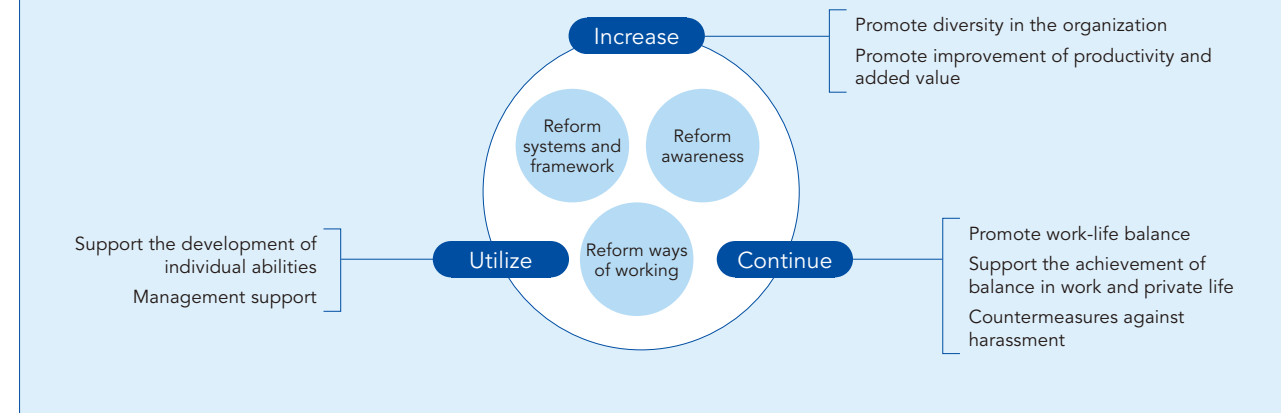 Increase
Promote diversity in the organization
Promote improvement of productivity and
added value
Reform
systems and
framework
Reform
awareness
Reform ways
of working
Utilize
Support the development of
individual abilities
Management support
Continue
Promote work-life balance
Support the achievement of
balance in work and private life
Countermeasures against
harassment